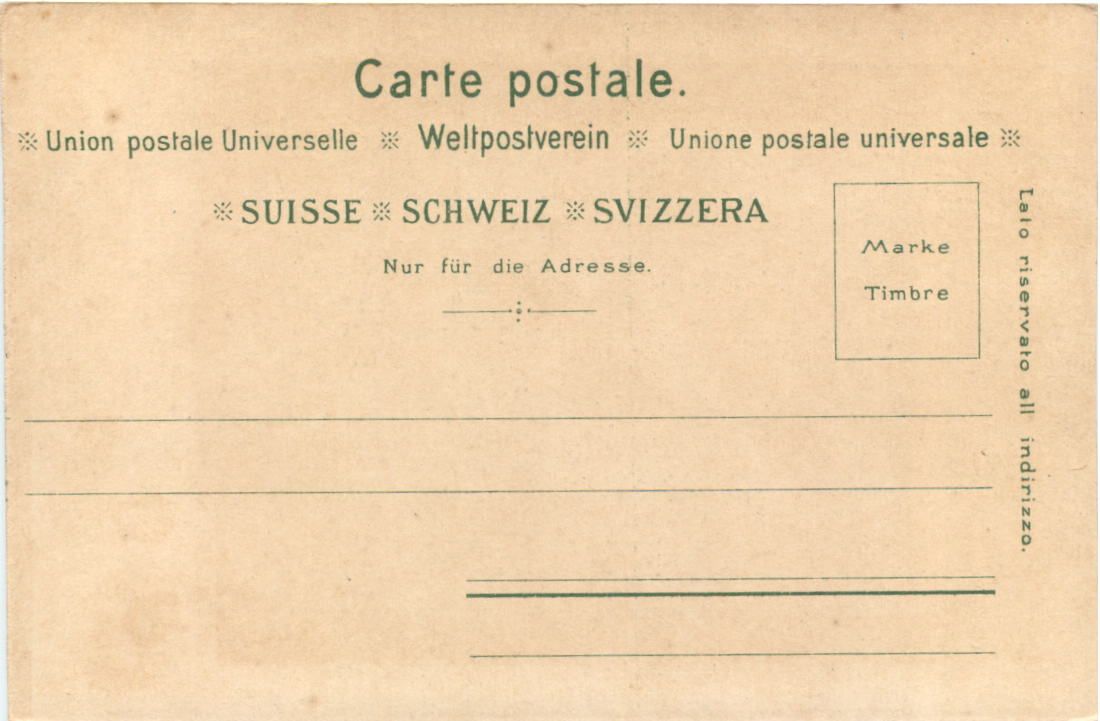 Carte postale.
※ Union postale Universelle ※ Weltpostverein ※ Unione postale universale ※
※ SUISSE ※ SCHWEIZ ※ SVIZZERA
Nur für die Adresse.
Marke
Timbre
Lato riservato all indirizzo.